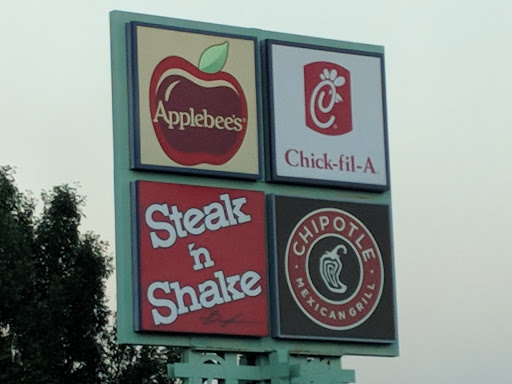 Applebee's®
Chick-fil-A®
Steak
'n
Shake
CHIPOTLE
MEXICAN GRILL